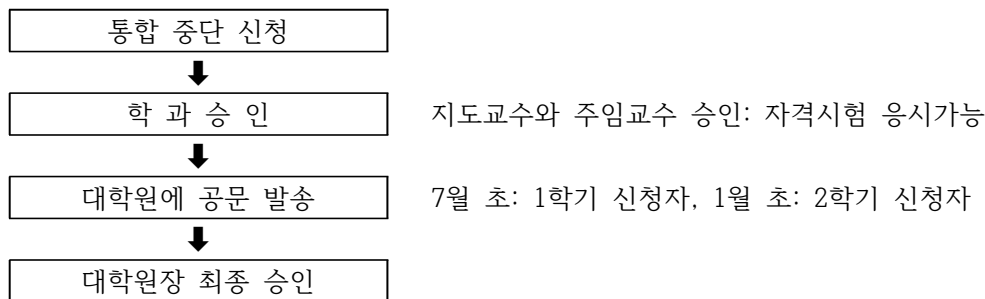 통합 중단 신청
학 과 승 인 지도교수와 주임교수 승인: 자격시험 응시가능
대학원에 공문 발송 7월 초: 1학기 신청자, 1월 초: 2학기 신청자
대학원장 최종 승인